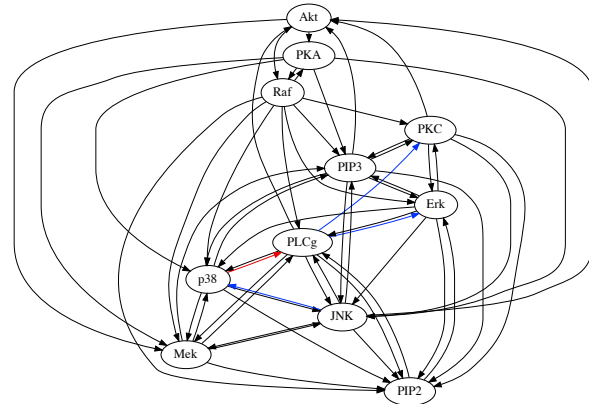 Akt
PKA
Raf
PKC
PIP3
Erk
PLCg
p38
JNK
Mek
PIP2